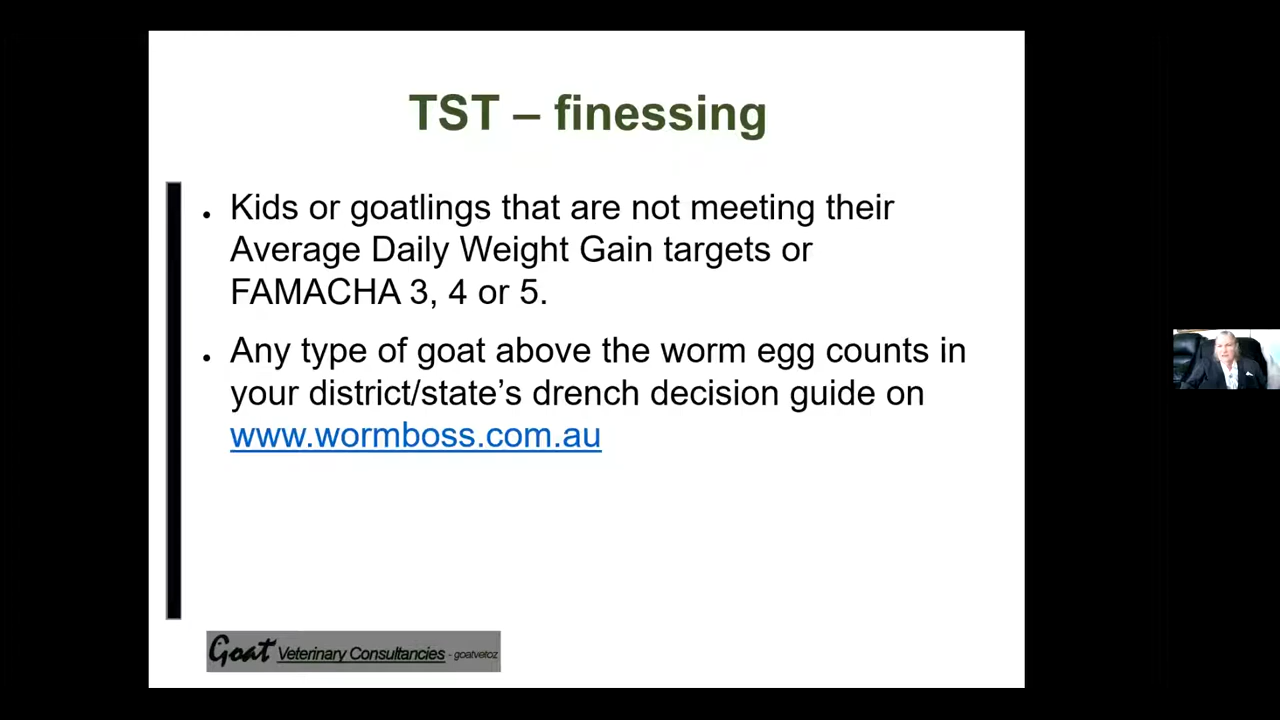 TST – finessing
• Kids or goatlings that are not meeting their
Average Daily Weight Gain targets or
FAMACHA 3, 4 or 5.
• Any type of goat above the worm egg counts in
your district/state’s drench decision guide on
www.wormboss.com.au
Goat Veterinary Consultancies - goatvetoz